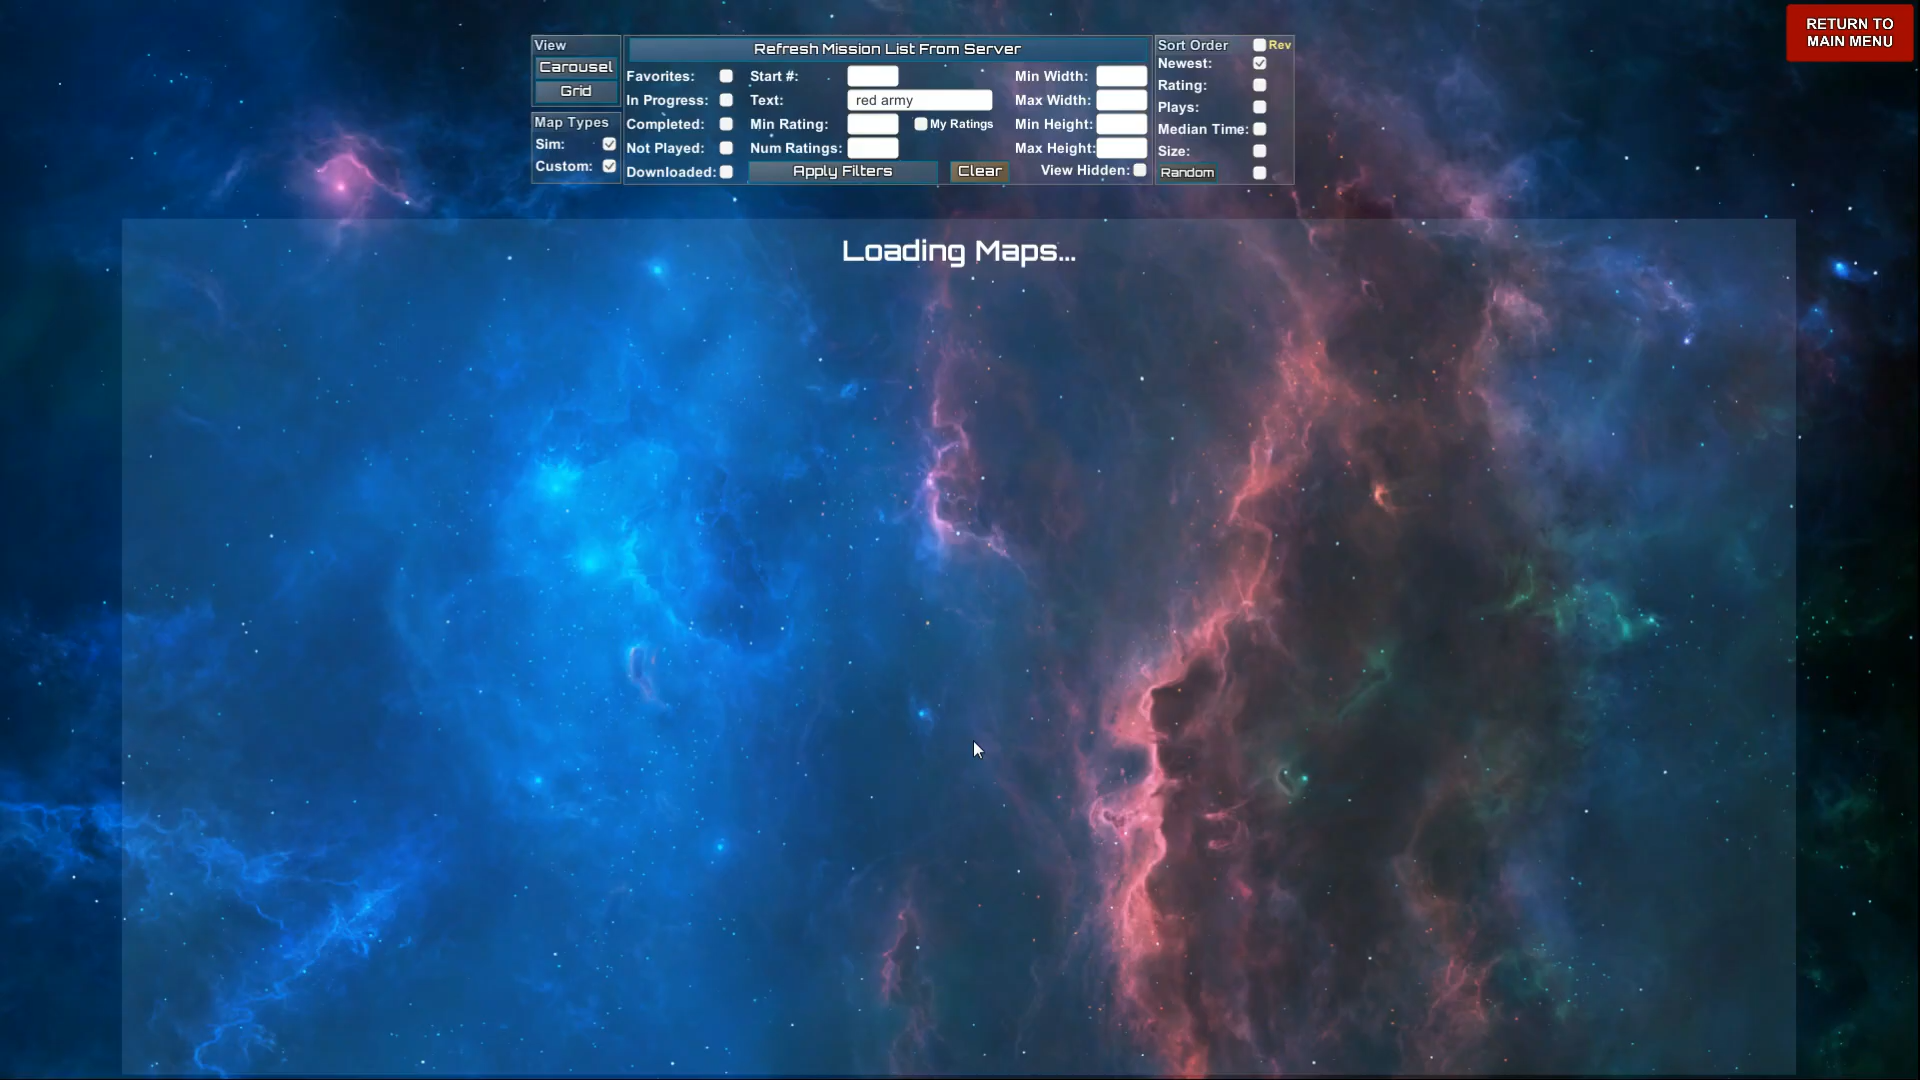 RETURN TO
MAIN MENU
View
Carousel
Grid
Map Types
Sim:
Custom:
Refresh Mission List From Server
Favorites:
In Progress:
Completed:
Not Played:
Downloaded:
Start #:
Text: red army
Min Rating: My Ratings
Num Ratings:
Apply Filters Clear
Min Width:
Max Width:
Min Height:
Max Height:
View Hidden:
Sort Order Rev
Newest:
Rating:
Plays:
Median Time:
Size:
Random
Loading Maps...